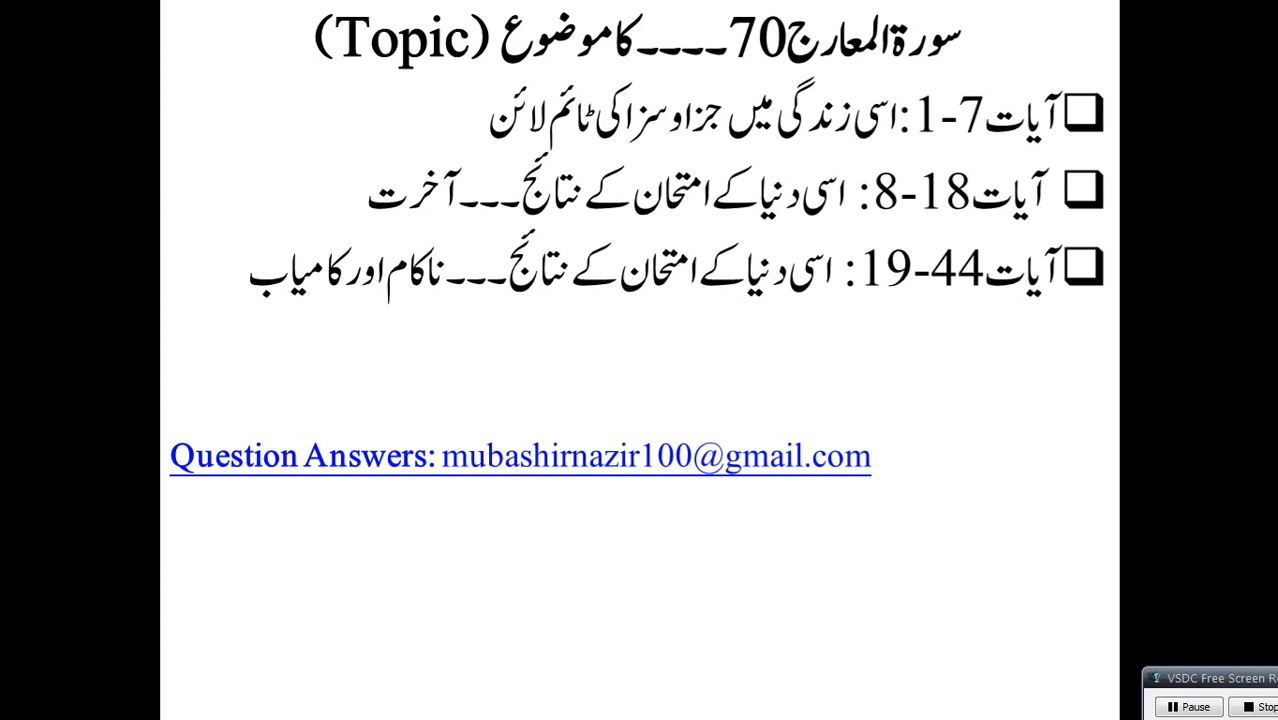 سورۃ المعارج 70۔۔۔۔کا موضوع (Topic)
❑آیات 7-1: اسی زندگی میں جزا و سزا کی ٹائم لائن
❑ آیات 18-8: اسی دنیا کے امتحان کے نتائج۔۔۔آخرت
❑آیات 44-19: اسی دنیا کے امتحان کے نتائج۔۔۔ناکام اور کامیاب
Question Answers: mubashirnazir100@gmail.com
VSDC Free Screen Re
Pause Stop